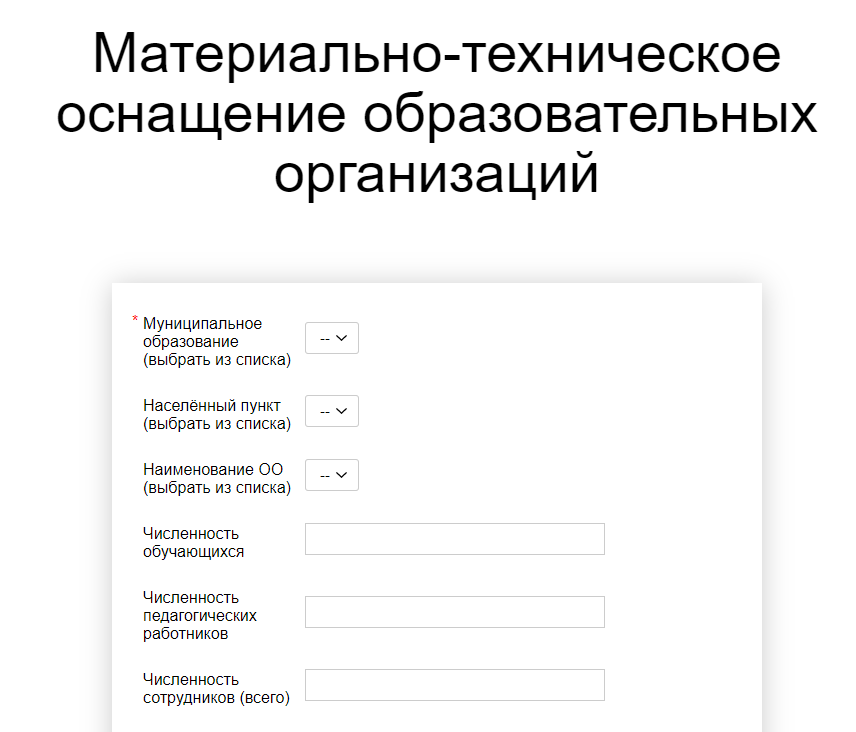 Материально-техническое
оснащение образовательных
организаций
* Муниципальное
образование
(выбрать из списка)
--
Населённый пункт
(выбрать из списка)
--
Наименование ОО
(выбрать из списка)
--
Численность
обучающихся
Численность
педагогических
работников
Численность
сотрудников (всего)